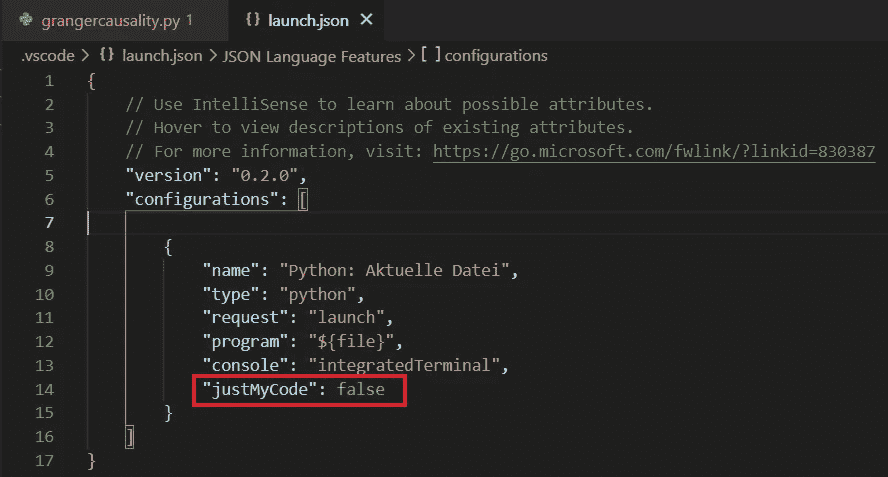 grangercausality.py 1
{} launch.json ×
.vscode > {} launch.json > JSON Language Features > [ ] configurations
1 {
2 // Use IntelliSense to learn about possible attributes.
3 // Hover to view descriptions of existing attributes.
4 // For more information, visit: https://go.microsoft.com/fwlink/?linkid=830387
5 "version": "0.2.0",
6 "configurations": [
7
8 {
9 "name": "Python: Aktuelle Datei",
10 "type": "python",
11 "request": "launch",
12 "program": "${file}",
13 "console": "integratedTerminal",
14 "justMyCode": false
15 }
16 ]
17 }